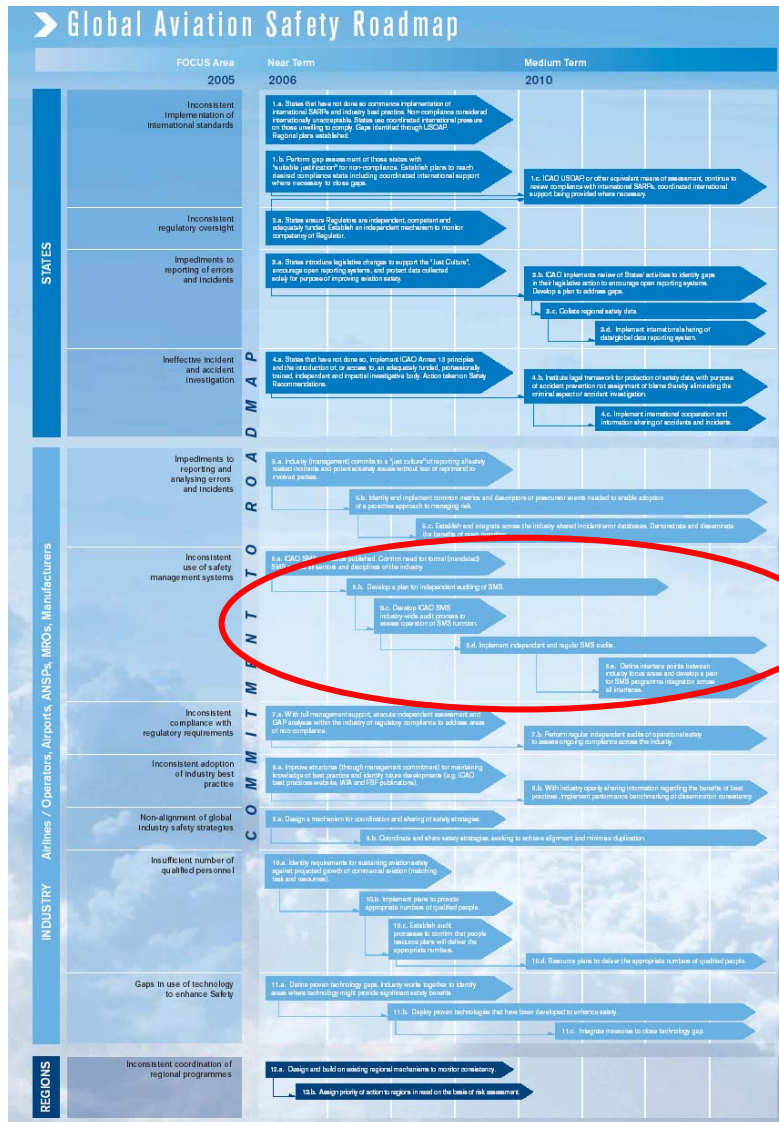 Global Aviation Safety Roadmap
FOCUS Area
Near Term
Medium Term
2005
2006
2010
STATES
Inconsistent
implementation of
international standards
1.a. States that have not done so commence implementation of
international SARPs and industry best practice. Non-compliance considered
internationally unacceptable. States use coordinated international pressure
on those unwilling to comply. Gaps identified through USOAP.
Regional plans established.
1.b. Perform gap assessment of those states with
"suitable justification" for non-compliance. Establish plans to reach
desired compliance state including coordinated international support
where necessary to close gaps.
1.c. ICAO USOAP, or other equivalent means of assessment, continue to
review compliance with international SARPs, coordinated international
support being provided where necessary.
Inconsistent
regulatory oversight
2.a. States ensure Regulators are independent, competent and
adequately funded. Establish an independent mechanism to monitor
competency of Regulator.
Impediments to
reporting of errors
and incidents
3.a. States introduce legislative changes to support the "Just Culture",
encourage open reporting systems, and protect data collected
solely for purpose of improving aviation safety.
3.b. ICAO implements review of States' activities to identify gaps
in their legislative action to encourage open reporting systems.
Develop a plan to address gaps.
3.c. Collate regional safety data
3.d. Implement international sharing of
data/global data reporting system.
Ineffective incident
and accident
investigation
4.a. States that have not done so, implement ICAO Annex 13 principles
and the introduction of, or access to, an adequately funded, professionally
trained, independent and impartial investigative body. Action taken on Safety
Recommendations.
4.b. Institute legal framework for protection of safety data, with purpose
of accident prevention not assignment of blame thereby eliminating the
criminal aspect of accident investigation.
4.c. Implement international cooperation and
information sharing of accidents and incidents.
COMMITMENT TO ROADMAP
INDUSTRY Airlines / Operators, Airports, ANSPs, MROs, Manufacturers
Impediments to
reporting and
analysing errors
and incidents
5.a. Industry (management) commits to a "just culture" of reporting all safety
related incidents and potential safety issues without fear of reprimand to
involved parties.
5.b. Identify and implement common metrics and descriptors of precursor events needed to enable adoption
of a proactive approach to managing risk.
5.c. Establish and integrate across the industry shared incident/error databases. Demonstrate and disseminate
the benefits of open reporting.
Inconsistent
use of safety
management systems
6.a. ICAO SMS published. Confirm need for formal (mandated)
SMS sectors and disciplines of the industry.
6.b. Develop a plan for independent auditing of SMS.
6.c. Develop ICAO SMS
industry-wide audit process to
assess operation of SMS function.
6.d. Implement independent and regular SMS audits.
6.e. Define interface points between
industry focus areas and develop a plan
for SMS programme integration across
all interfaces.
Inconsistent
compliance with
regulatory requirements
7.a. With full management support, execute independent assessment and
GAP analyses within the industry of regulatory compliance to address areas
of non-compliance.
7.b. Perform regular independent audits of operational safety
to assess ongoing compliance across the industry.
Inconsistent adoption
of industry best
practice
8.a. Improve structures (through management commitment) for maintaining
knowledge of best practice and identify future developments (e.g. ICAO
best practices website, IATA and FSF publications).
8.b. With industry openly sharing information regarding the benefits of best
practices, implement performance benchmarking of dissemination consistency.
Non-alignment of global
industry safety strategies
9.a. Design a mechanism for coordination and sharing of safety strategies.
9.b. Coordinate and share safety strategies, seeking to achieve alignment and minimise duplication.
Insufficient number of
qualified personnel
10.a. Identify requirements for sustaining aviation safety
against projected growth of commercial aviation (matching
task and resources).
10.b. Implement plans to provide
appropriate numbers of qualified people.
10.c. Establish audit
processes to confirm that people
resource plans will deliver the
appropriate numbers.
10.d. Resource plans to deliver the appropriate numbers of qualified people.
Gaps in use of technology
to enhance Safety
11.a. Define proven technology gaps. Industry works together to identify
areas where technology might provide significant safety benefits.
11.b. Deploy proven technologies that have been developed to enhance safety.
11.c. Integrate measures to close technology gap.
REGIONS
Inconsistent coordination of
regional programmes
12.a. Design and build on existing regional mechanisms to monitor consistency.
12.b. Assign priority of action to regions in need on the basis of risk assessment.